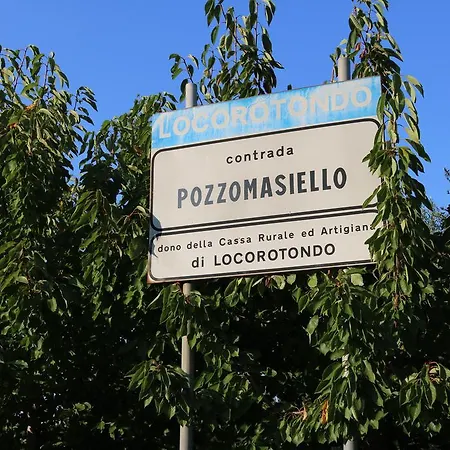 LOCOROTONDO
contrada
POZZOMASIELLO
dono della Cassa Rurale ed Artigiana
di LOCOROTONDO